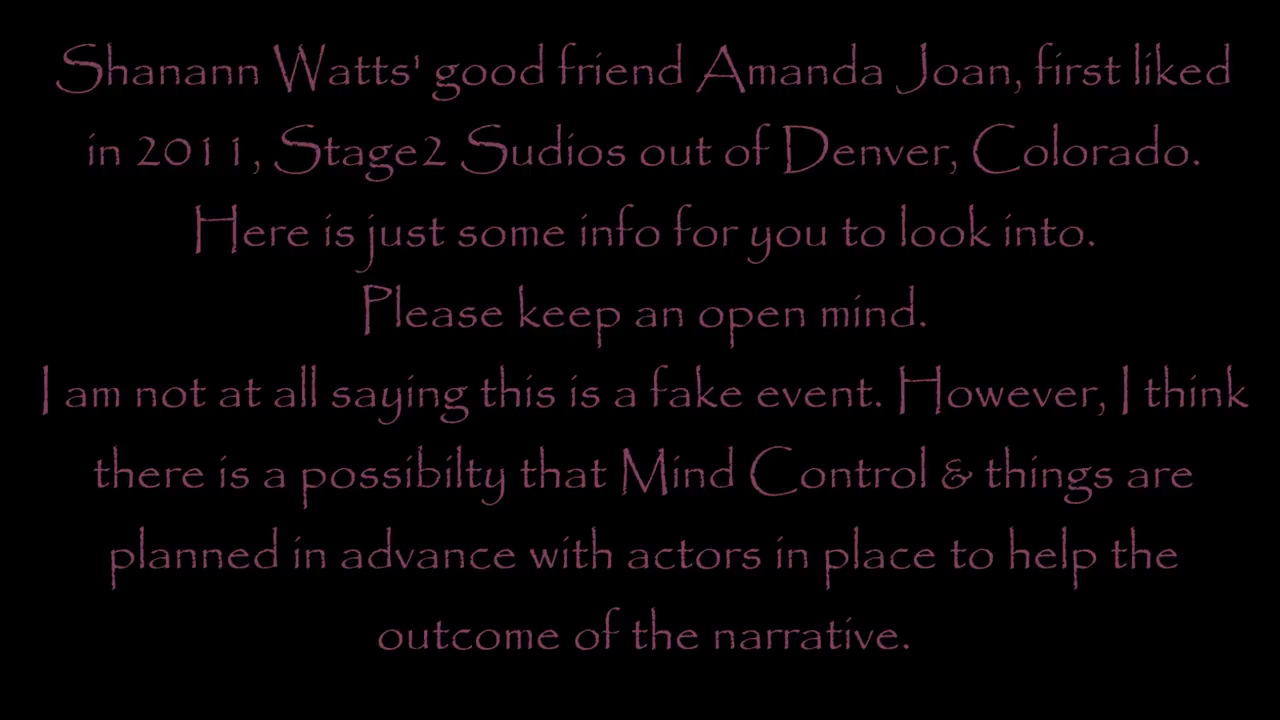 Shanann Watts' good friend Amanda Joan, first liked
in 2011, Stage2 Sudios out of Denver, Colorado.
Here is just some info for you to look into.
Please keep an open mind.
I am not at all saying this is a fake event. However, I think
there is a possibilty that Mind Control & things are
planned in advance with actors in place to help the
outcome of the narrative.